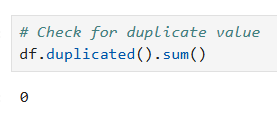 # Check for duplicate value
df.duplicated().sum()
0